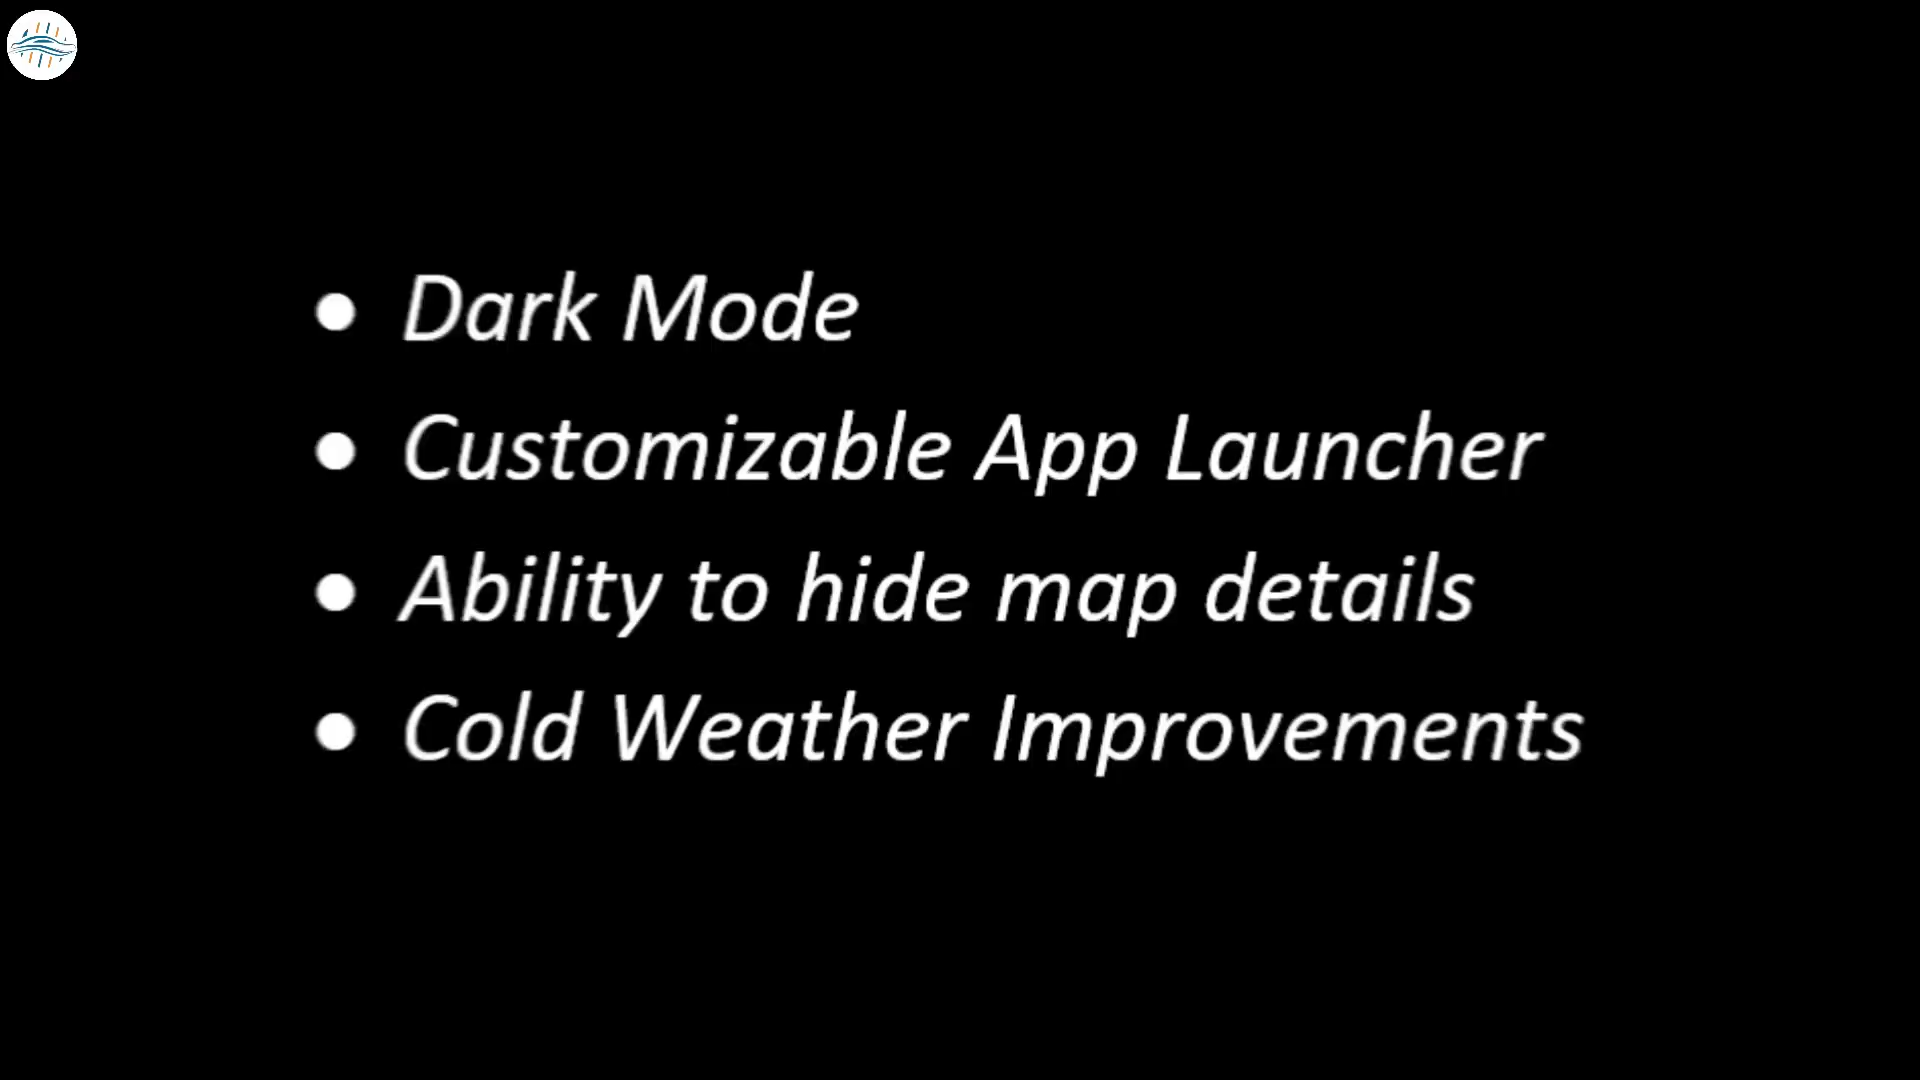 • Dark Mode
• Customizable App Launcher
• Ability to hide map details
• Cold Weather Improvements